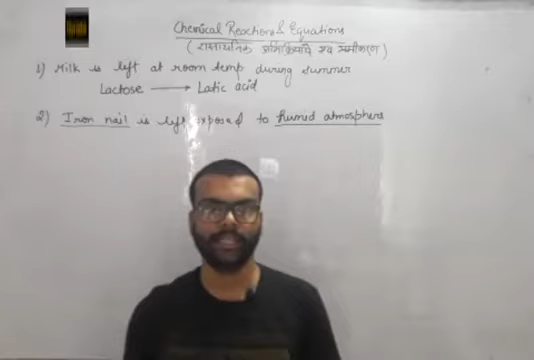 Chemical Reactions & Equations
(रासायनिक अभिक्रियाएँ एवं समीकरण)
1) Milk is left at room temp during summer
Lactose → Latic acid
2) Iron nail is left exposed to humid atmosphere